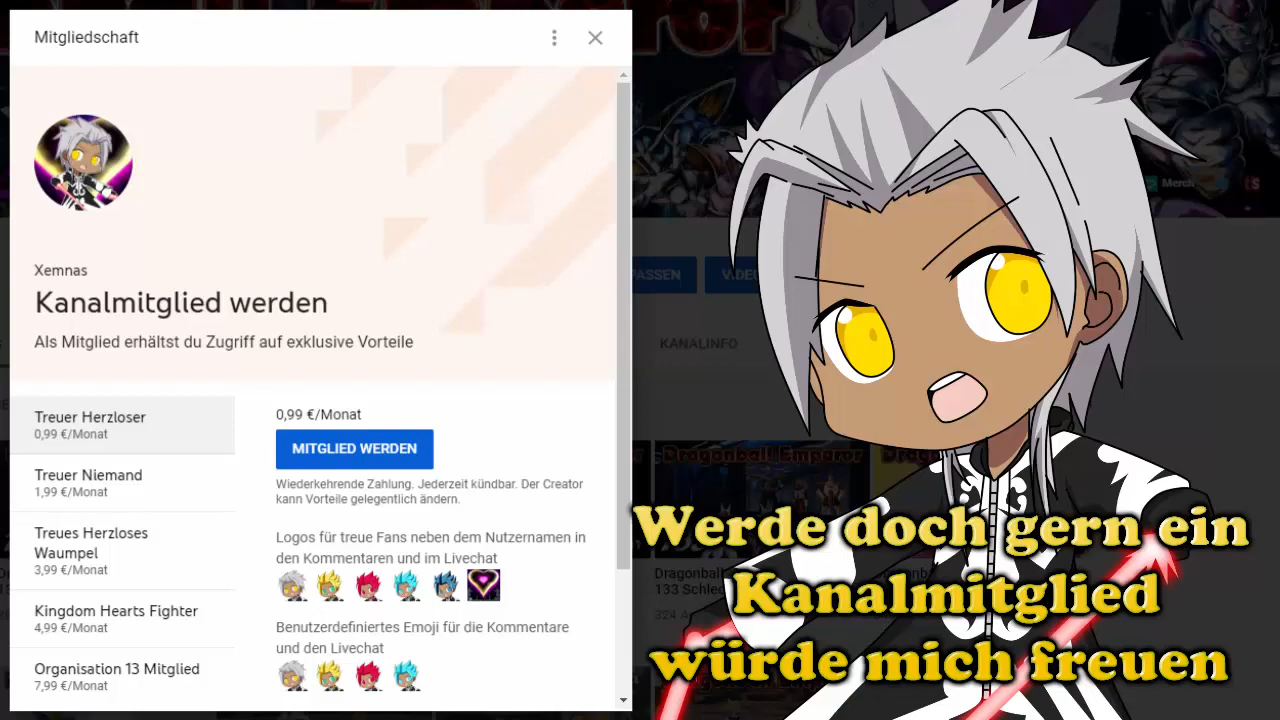 Mitgliedschaft
Xemnas
Kanalmitglied werden
Als Mitglied erhältst du Zugriff auf exklusive Vorteile
Treuer Herzloser
0,99 €/Monat
Treuer Niemand
1,99 €/Monat
Treues Herzloses
Waumpel
3,99 €/Monat
Kingdom Hearts Fighter
4,99 €/Monat
Organisation 13 Mitglied
7,99 €/Monat
0,99 €/Monat
MITGLIED WERDEN
Wiederkehrende Zahlung. Jederzeit kündbar. Der Creator
kann Vorteile gelegentlich ändern.
Logos für treue Fans neben dem Nutzernamen in
den Kommentaren und im Livechat
Benutzerdefiniertes Emoji für die Kommentare
und den Livechat
Merch
KANALINFO
Dragonball Emperor
Dragonball
133
Werde doch gern ein
Kanalmitglied
würde mich freuen